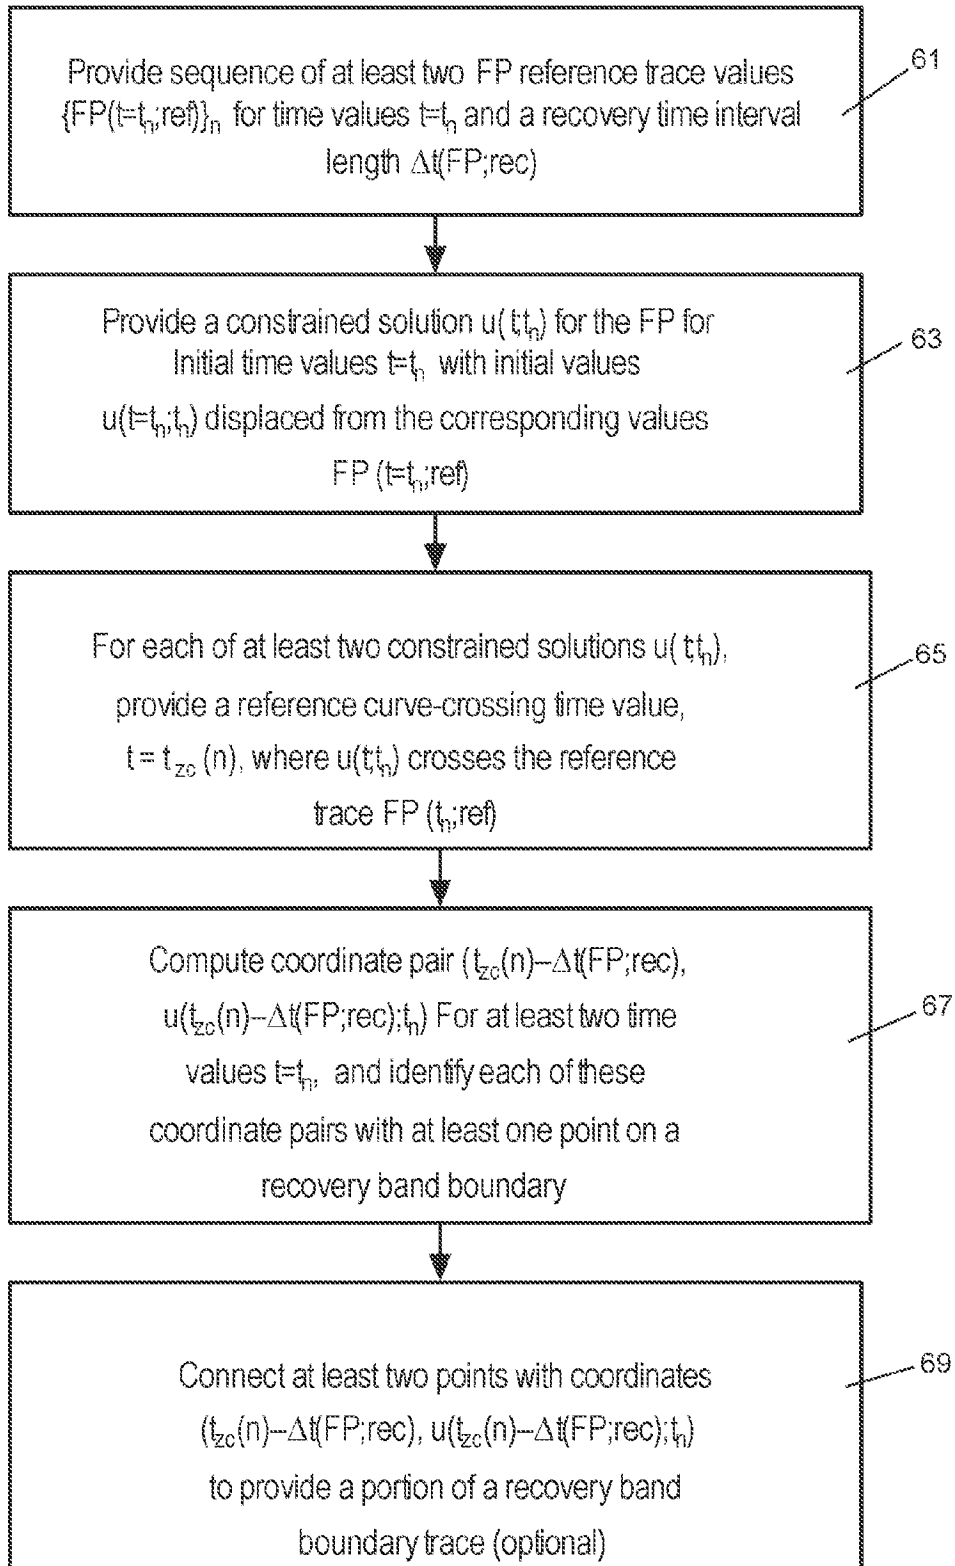 Provide sequence of at least two FP reference trace values
{FP(t=tn;ref)}n for time values t=tn and a recovery time interval
length Δt(FP;rec)
61
Provide a constrained solution u( t;tn) for the FP for
Initial time values t=tn with initial values
u(t=tn;tn) displaced from the corresponding values
FP (t=tn;ref)
63
For each of at least two constrained solutions u( t;tn),
provide a reference curve-crossing time value,
t = tzc (n), where u(t;tn) crosses the reference
trace FP (tn;ref)
65
Compute coordinate pair (tzc(n)–Δt(FP;rec),
u(tzc(n)–Δt(FP;rec);tn) For at least two time
values t=tn, and identify each of these
coordinate pairs with at least one point on a
recovery band boundary
67
Connect at least two points with coordinates
(tzc(n)–Δt(FP;rec), u(tzc(n)–Δt(FP;rec);tn)
to provide a portion of a recovery band
boundary trace (optional)
69